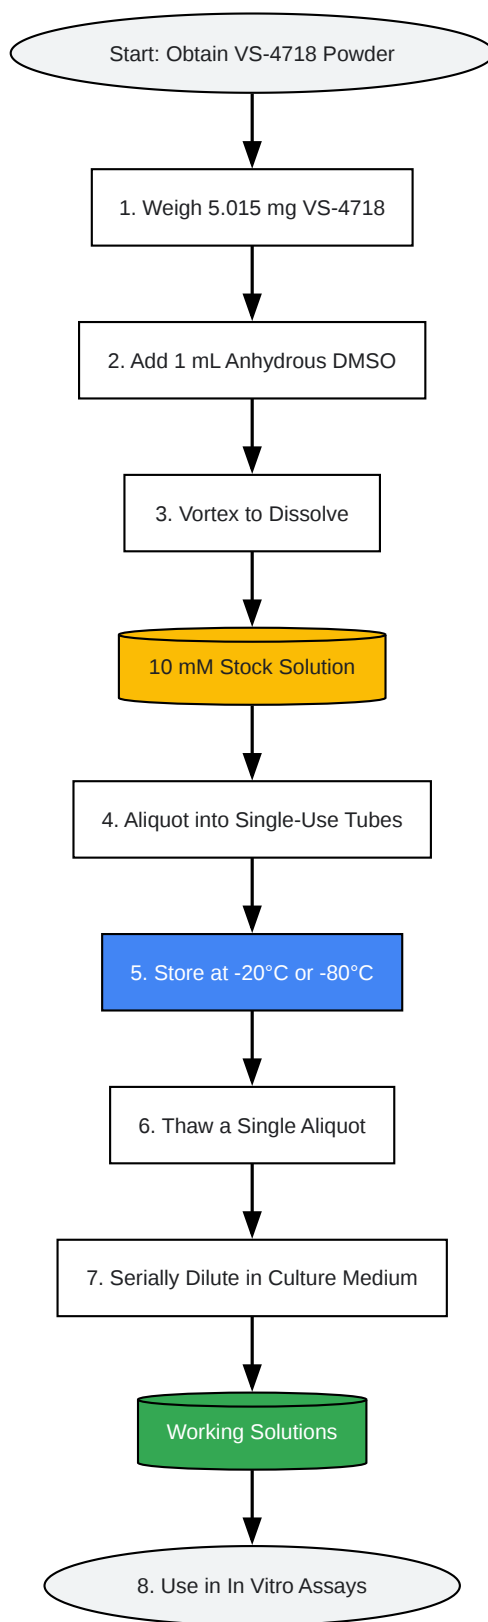 Start: Obtain VS-4718 Powder
1. Weigh 5.015 mg VS-4718
2. Add 1 mL Anhydrous DMSO
3. Vortex to Dissolve
10 mM Stock Solution
4. Aliquot into Single-Use Tubes
5. Store at -20°C or -80°C
6. Thaw a Single Aliquot
7. Serially Dilute in Culture Medium
Working Solutions
8. Use in In Vitro Assays